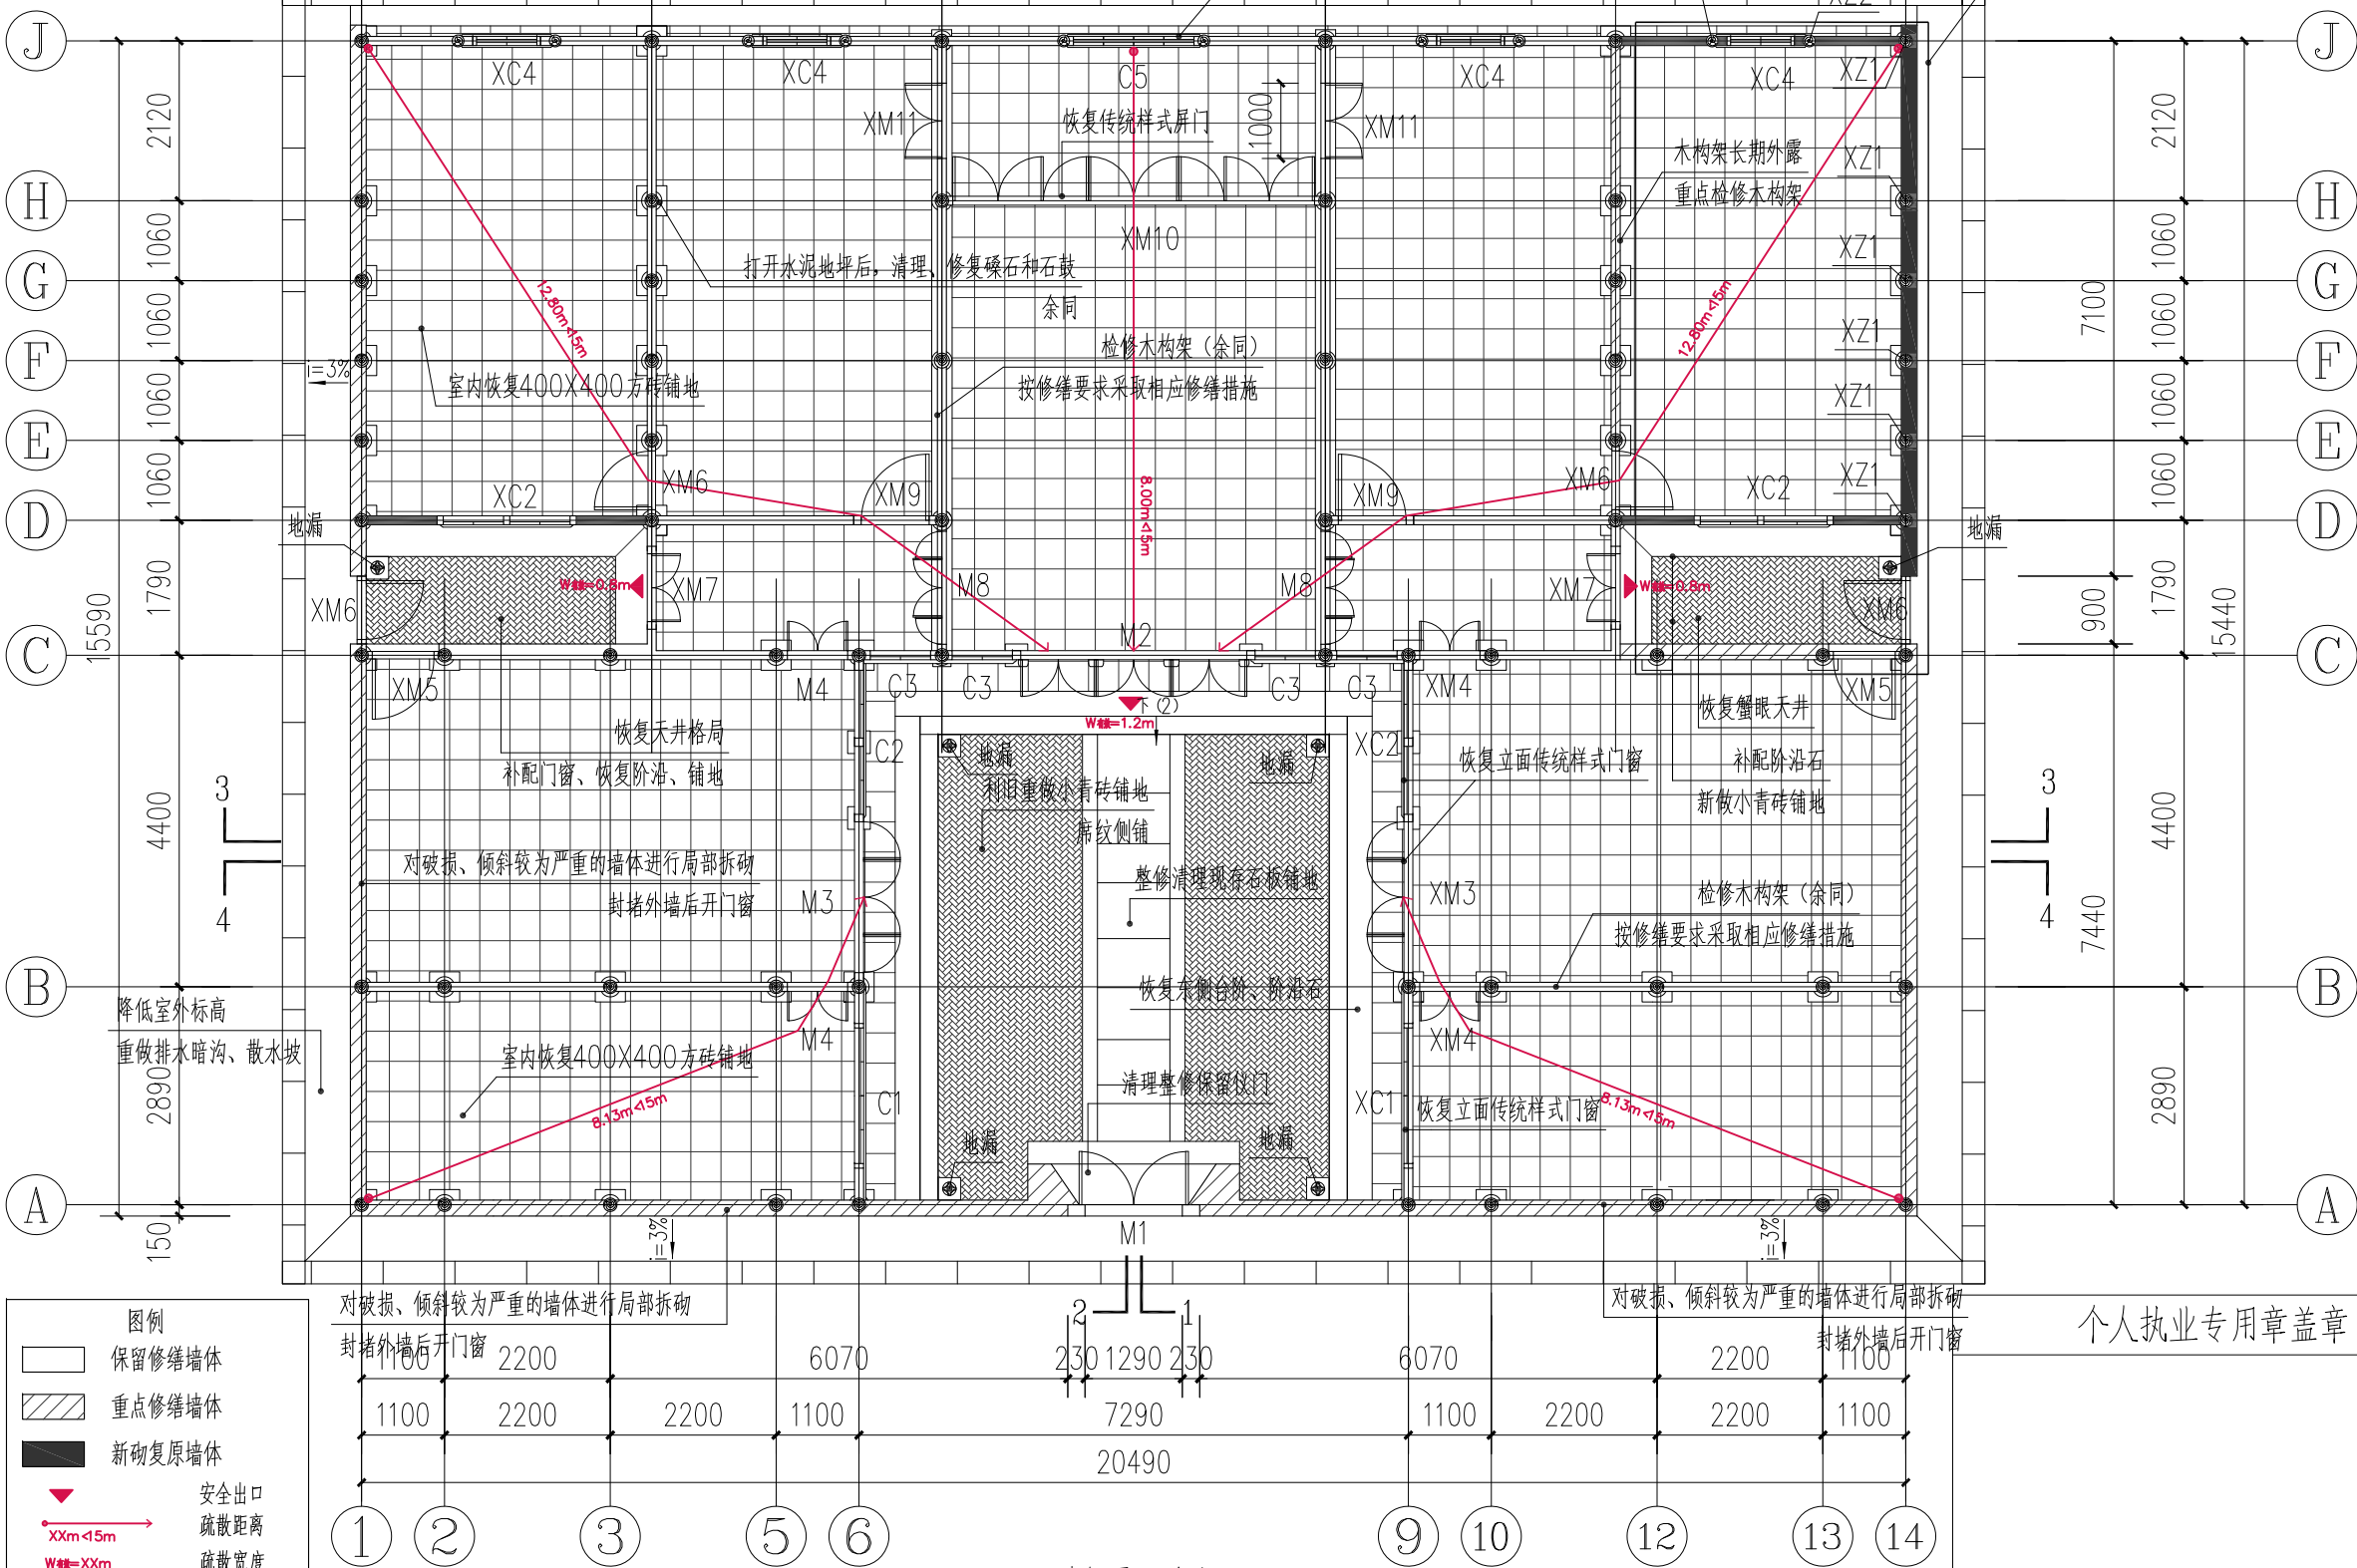 XZ2
J
J
XC4
XC4
C5
XC4
XC4
XZ1
2120
2120
XM11
恢复传统样式屏门
1000
XM11
木构架长期外露
重点检修木构架
XZ1
H
H
1060
1060
XM10
XZ1
打开水泥地坪后，清理、修复磉石和石鼓
余同
G
G
12.80m<15m
12.80m<15m
7100
1060
1060
XZ1
检修木构架（余同）
按修缮要求采取相应修缮措施
F
F
i=3%
室内恢复400X400方砖铺地
1060
1060
XZ1
E
E
1060
1060
XM6
XM9
8.00m<15m
XM9
XM6
XC2
XC2
XZ1
D
D
地漏
地漏
15590
1790
XM6
XM7
M8
M8
XM7
XM6
900
1790
15440
W=0.8m
W=0.8m
C
C
M2
XM5
M4
C3
C3
C3
C3
XM4
XM5
下(2)
W=1.2m
恢复天井格局
补配门窗、恢复阶沿、铺地
恢复蟹眼天井
补配阶沿石
新做小青砖铺地
C2
地漏
地漏
XC2
恢复立面传统样式门窗
利旧重做小青砖铺地
席纹侧铺
3
4
3
4
4400
4400
7440
对破损、倾斜较为严重的墙体进行局部拆砌
封堵外墙后开门窗
整修清理现存石板铺地
M3
XM3
检修木构架（余同）
按修缮要求采取相应修缮措施
B
B
恢复东侧台阶、阶沿石
降低室外标高
重做排水暗沟、散水坡
M4
XM4
室内恢复400X400方砖铺地
清理整修保留仪门
2890
2890
8.13m<15m
8.13m<15m
C1
XC1
恢复立面传统样式门窗
地漏
地漏
A
A
150
i=3%
M1
i=3%
对破损、倾斜较为严重的墙体进行局部拆砌
封堵外墙后开门窗
2
1
对破损、倾斜较为严重的墙体进行局部拆砌
封堵外墙后开门窗
个人执业专用章盖章
图例
保留修缮墙体
重点修缮墙体
新砌复原墙体
安全出口
XXm<15m 疏散距离
W=XXm 疏散宽度
1100 2200 6070 230 1290 230 6070 2200 1100
1100 2200 2200 1100 7290 1100 2200 2200 1100
20490
1 2 3 5 6 9 10 12 13 14